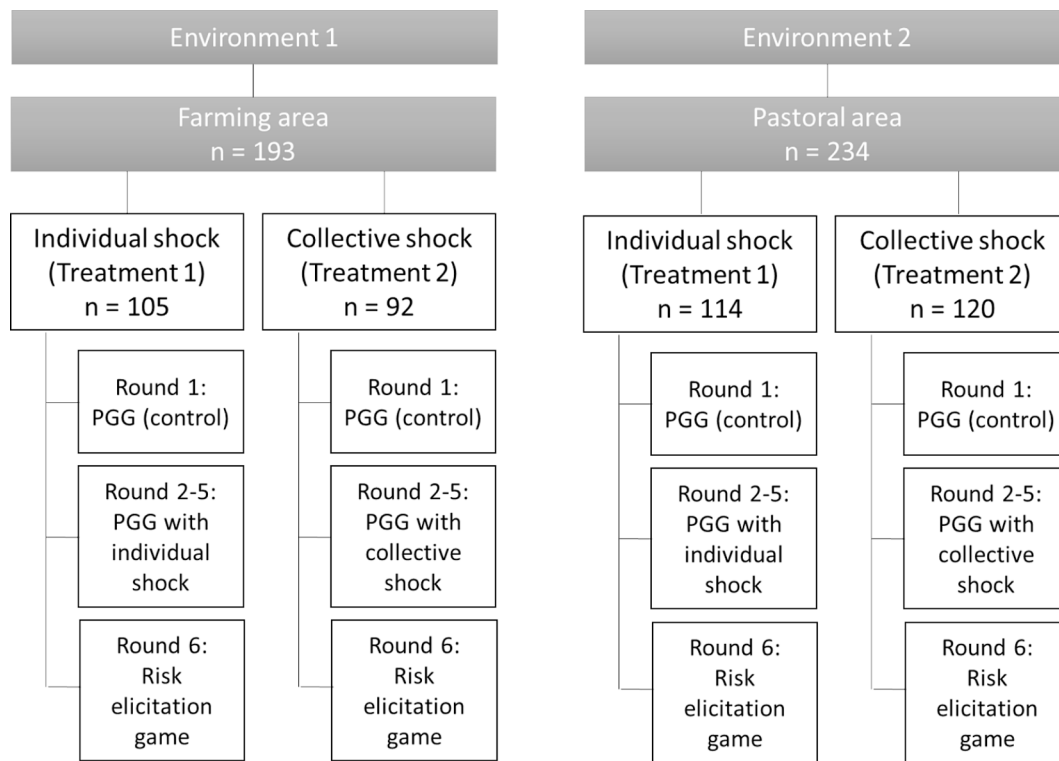 Environment 1
Farming area
n = 193
Individual shock
(Treatment 1)
n = 105
Collective shock
(Treatment 2)
n = 92
Round 1:
PGG (control)
Round 2-5:
PGG with
individual
shock
Round 6:
Risk
elicitation
game
Round 1:
PGG (control)
Round 2-5:
PGG with
collective
shock
Round 6:
Risk
elicitation
game
Environment 2
Pastoral area
n = 234
Individual shock
(Treatment 1)
n = 114
Collective shock
(Treatment 2)
n = 120
Round 1:
PGG (control)
Round 2-5:
PGG with
individual
shock
Round 6:
Risk
elicitation
game
Round 1:
PGG (control)
Round 2-5:
PGG with
collective
shock
Round 6:
Risk
elicitation
game